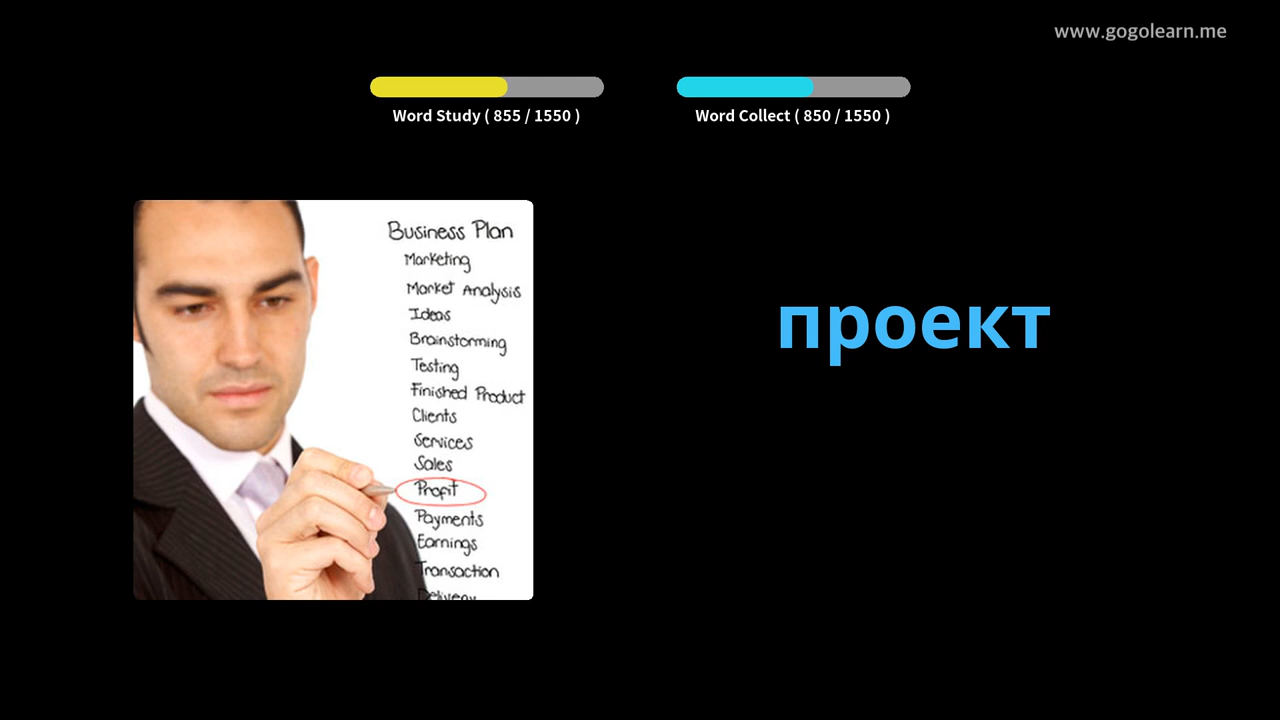 www.gogolearn.me
Word Study ( 855 / 1550 )
Word Collect ( 850 / 1550 )
Business Plan
Marketing
Market Analysis
Ideas
Brainstorming
Testing
Finished Product
Clients
Services
Sales
Profit
Payments
Earnings
Transaction
Delivery
проект